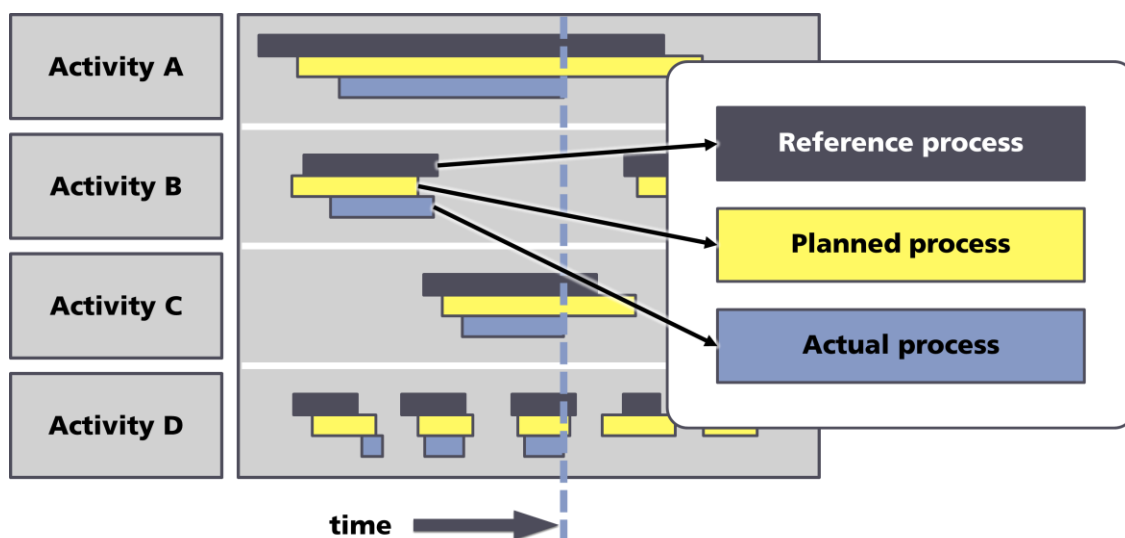 Activity A
Activity B
Activity C
Activity D
Reference process
Planned process
Actual process
time